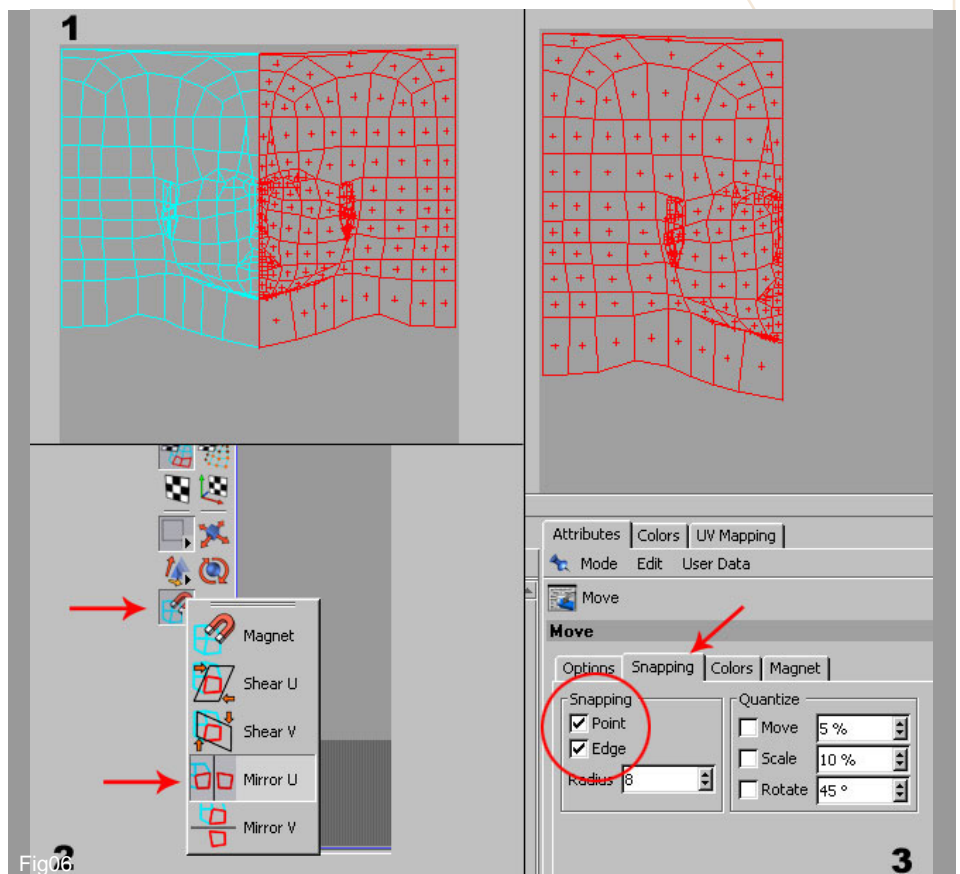 1
Magnet
Shear U
Shear V
Mirror U
Mirror V
Fig06
2
Attributes Colors UV Mapping
Mode Edit User Data
Move
Move
Options Snapping Colors Magnet
Snapping Quantize
Point Move 5 %
Edge Scale 10 %
Radius 8 Rotate 45 °
3